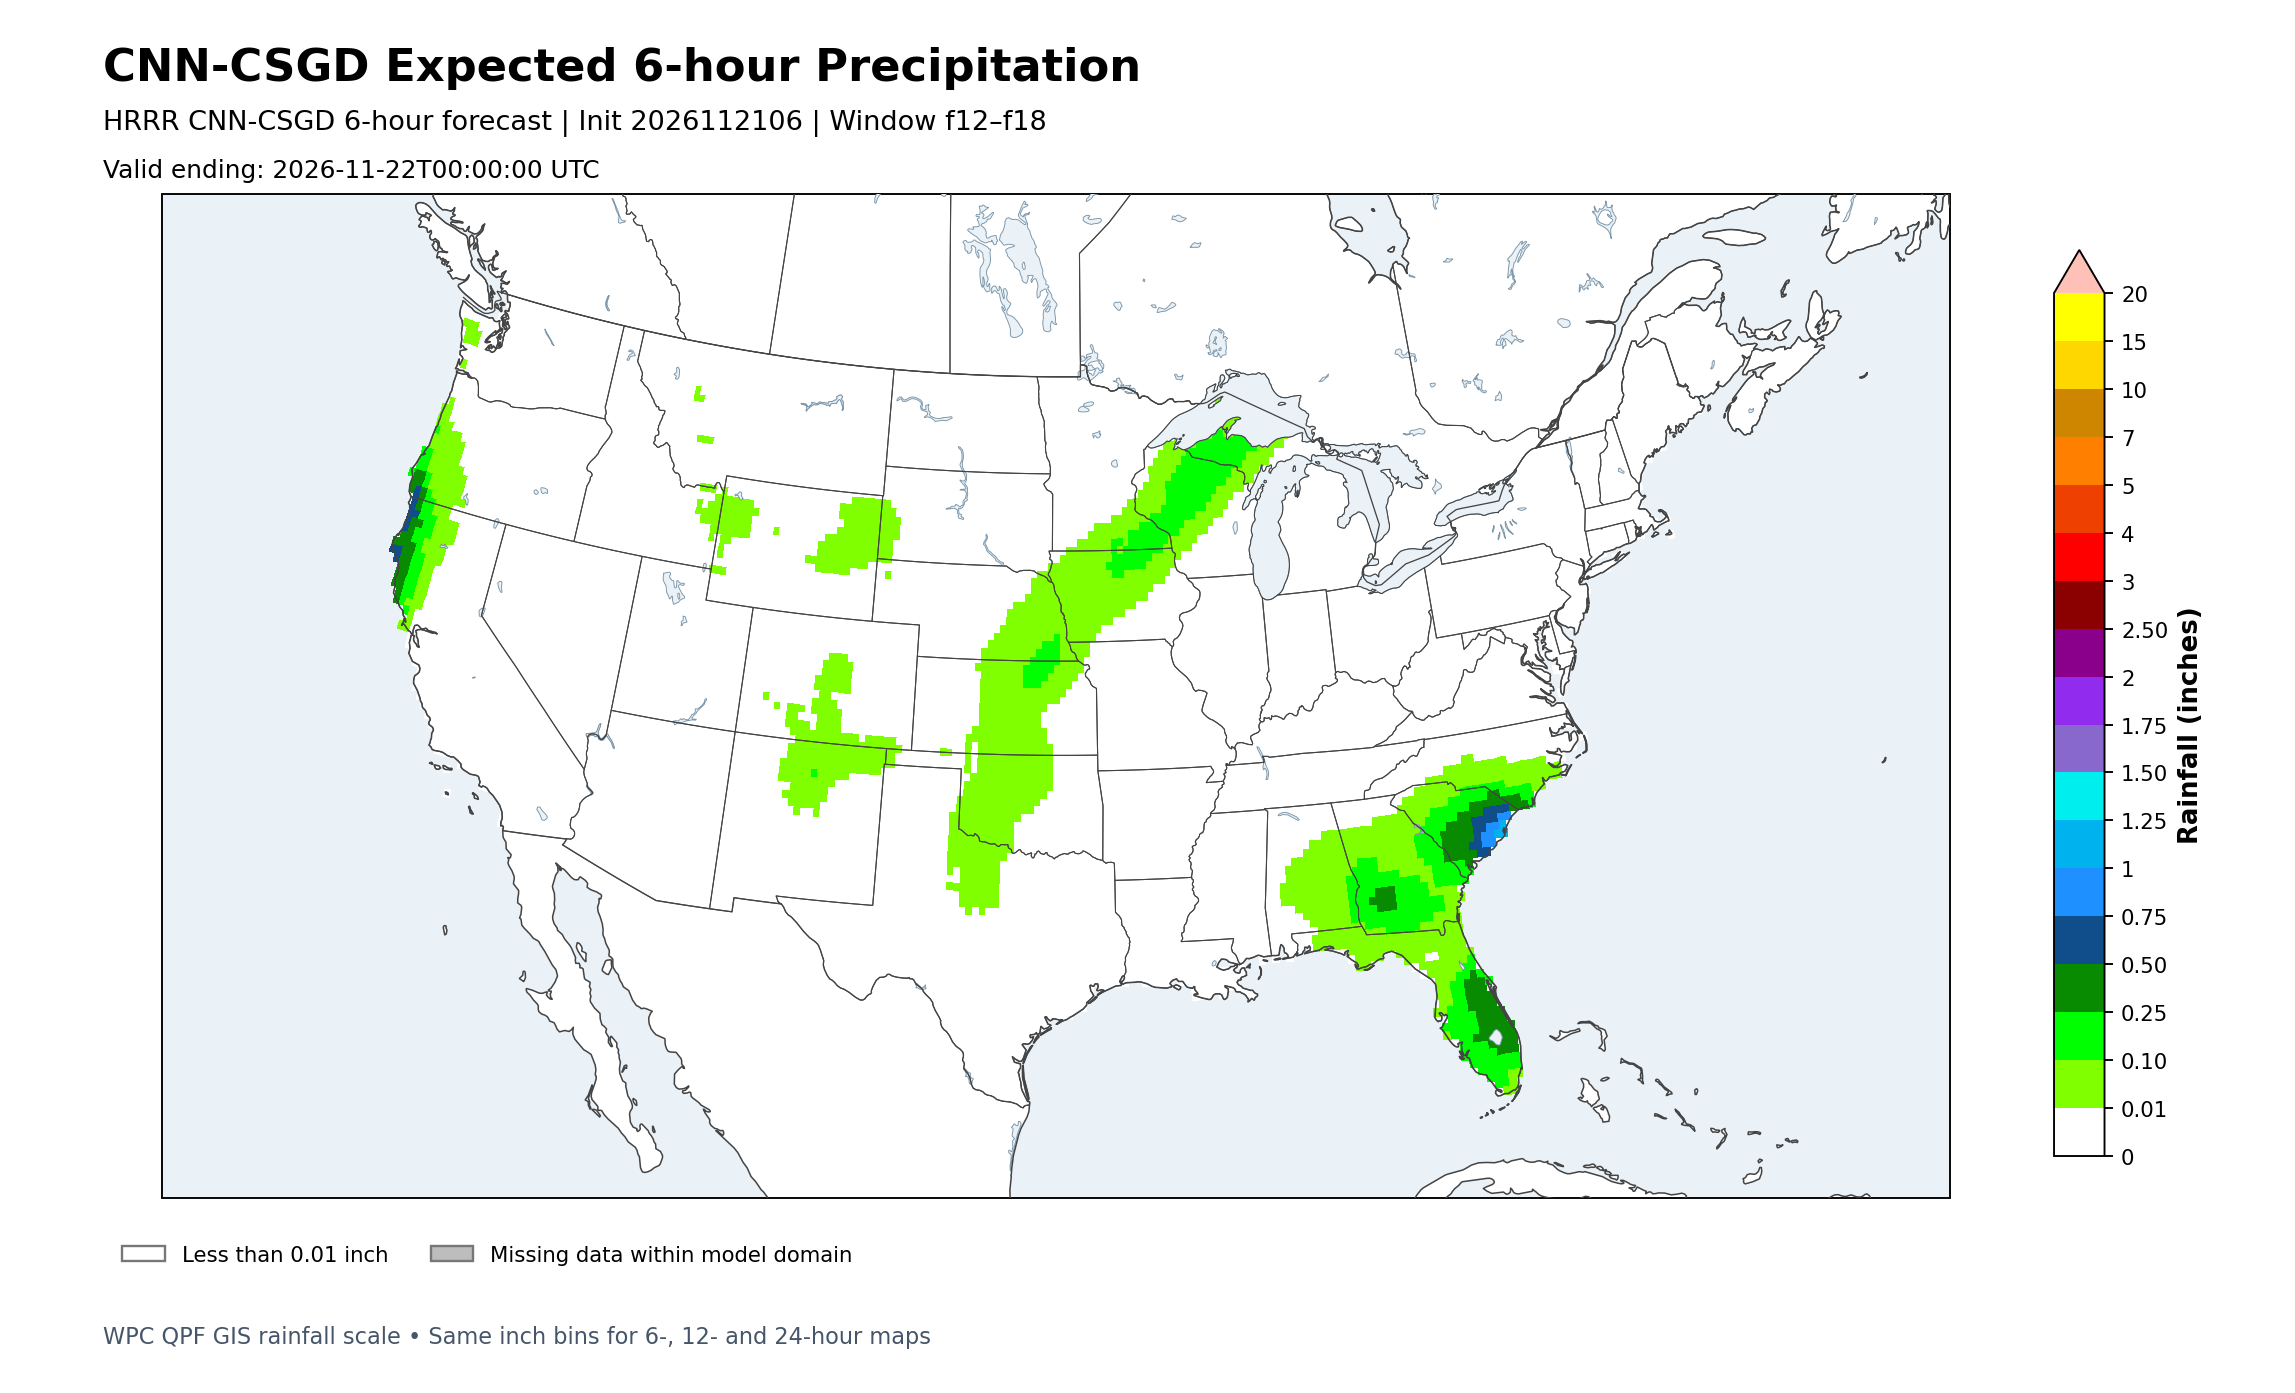 CNN-CSGD Expected 6-hour Precipitation
HRRR CNN-CSGD 6-hour forecast | Init 2026112106 | Window f12–f18
Valid ending: 2026-11-22T00:00:00 UTC
20
15
10
7
5
4
3
2.50
2
1.75
1.50
1.25
1
0.75
0.50
0.25
0.10
0.01
0
Rainfall (inches)
Less than 0.01 inch
Missing data within model domain
WPC QPF GIS rainfall scale • Same inch bins for 6-, 12- and 24-hour maps